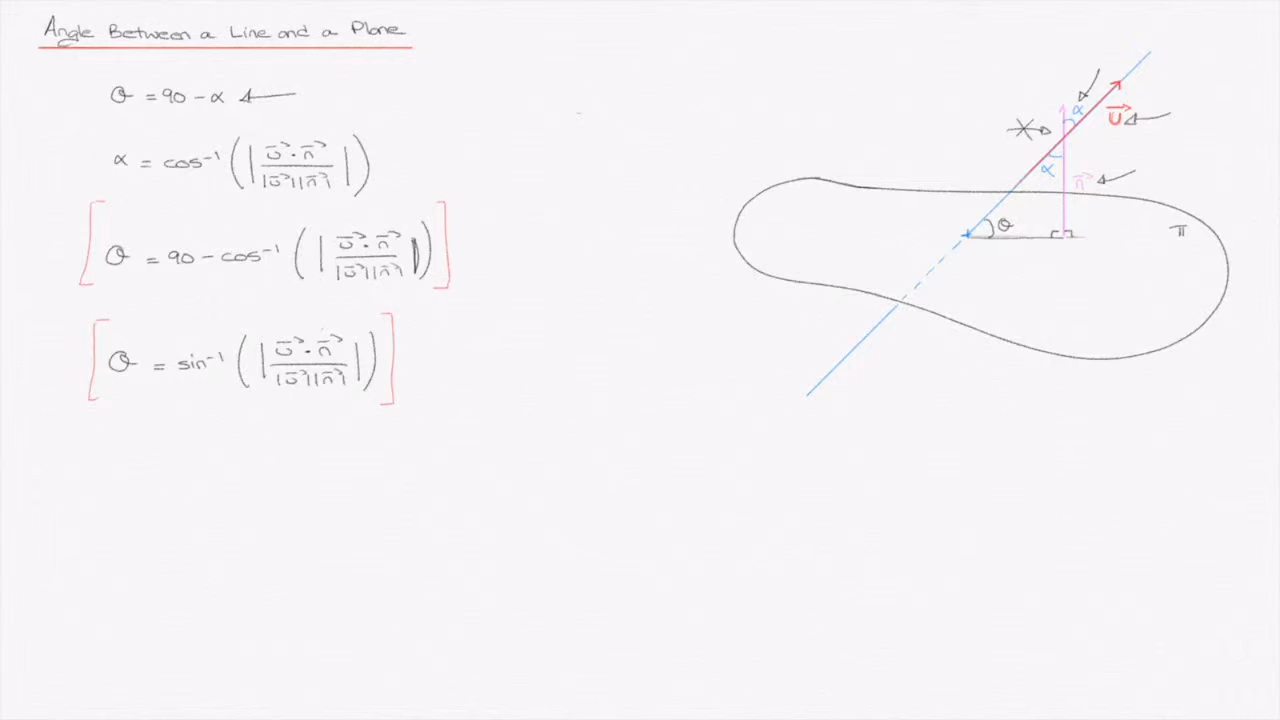 Angle Between a Line and a Plane
θ = 90 - α
α = cos⁻¹ (|u⃗·n⃗ / |u⃗||n⃗||)
θ = 90 - cos⁻¹ (|u⃗·n⃗ / |u⃗||n⃗||)
θ = sin⁻¹ (|u⃗·n⃗ / |u⃗||n⃗||)
α
u⃗
α
n⃗
θ
π